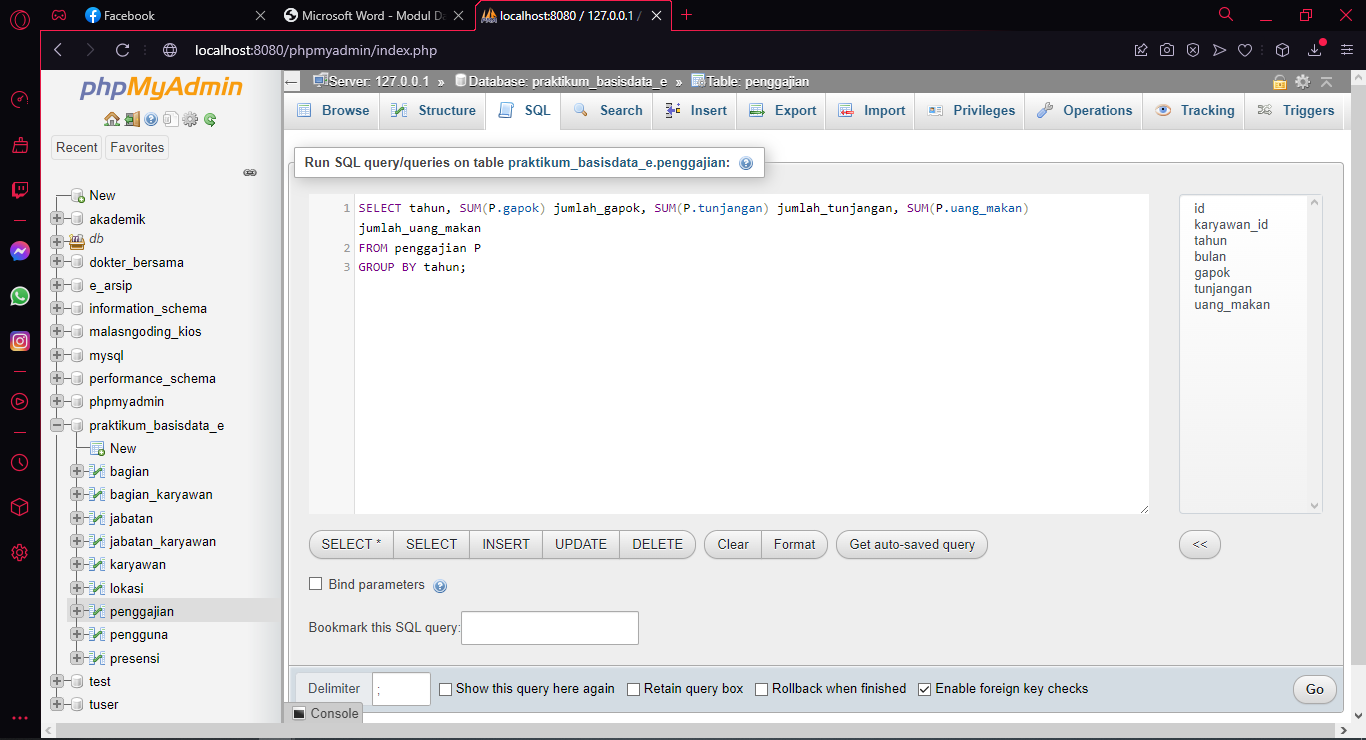 Facebook
Microsoft Word - Modul Da
localhost:8080 / 127.0.0.1 /
localhost:8080/phpmyadmin/index.php
phpMyAdmin
Recent
Favorites
New
akademik
db
dokter_bersama
e_arsip
information_schema
malasngoding_kios
mysql
performance_schema
phpmyadmin
praktikum_basisdata_e
New
bagian
bagian_karyawan
jabatan
jabatan_karyawan
karyawan
lokasi
penggajian
pengguna
presensi
test
tuser
Server: 127.0.0.1 » Database: praktikum_basisdata_e » Table: penggajian
Browse
Structure
SQL
Search
Insert
Export
Import
Privileges
Operations
Tracking
Triggers
Run SQL query/queries on table praktikum_basisdata_e.penggajian:
1 SELECT tahun, SUM(P.gapok) jumlah_gapok, SUM(P.tunjangan) jumlah_tunjangan, SUM(P.uang_makan)
jumlah_uang_makan
2 FROM penggajian P
3 GROUP BY tahun;
id
karyawan_id
tahun
bulan
gapok
tunjangan
uang_makan
SELECT *
SELECT
INSERT
UPDATE
DELETE
Clear
Format
Get auto-saved query
<<
Bind parameters
Bookmark this SQL query:
Delimiter
;
Show this query here again
Retain query box
Rollback when finished
Enable foreign key checks
Go
Console